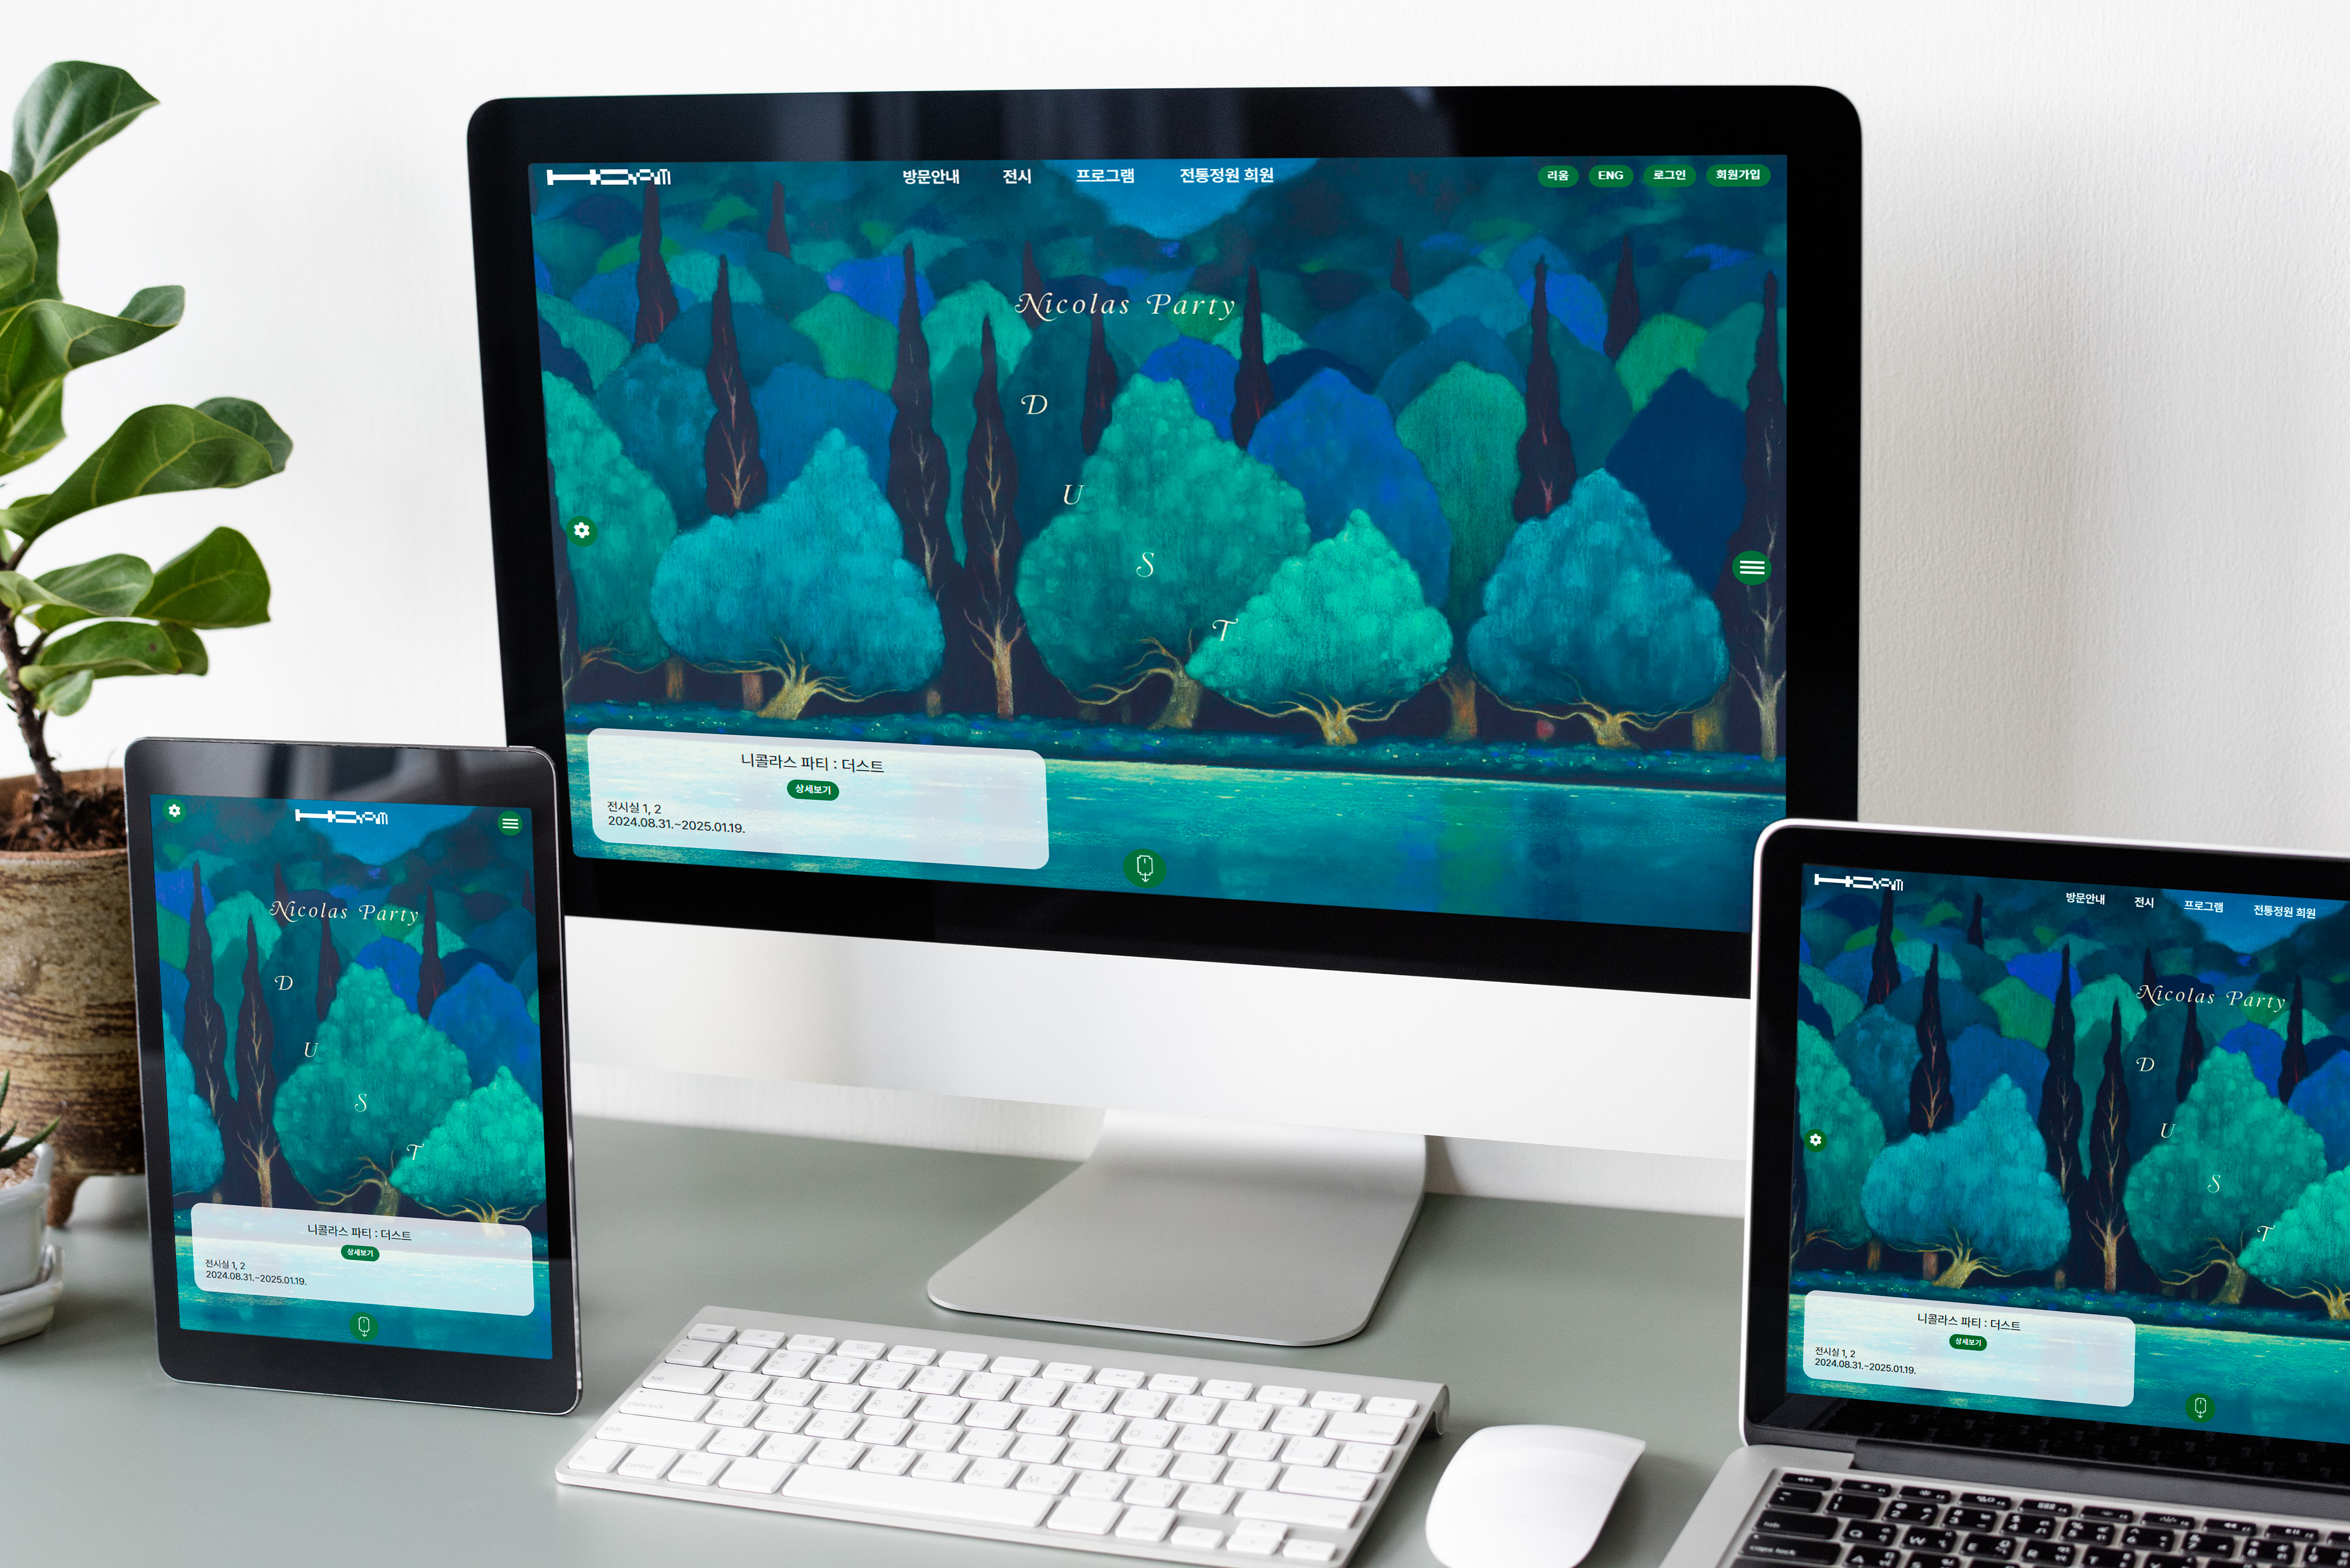 HOAM
방문안내 전시 프로그램 전통정원 희원
리움 ENG 로그인 회원가입
Nicolas Party
D
U
S
T
니콜라스 파티 : 더스트
상세보기
전시실 1, 2
2024.08.31.~2025.01.19.
HOAM
Nicolas Party
D
U
S
T
니콜라스 파티 : 더스트
상세보기
전시실 1, 2
2024.08.31.~2025.01.19.
HOAM
방문안내 전시 프로그램 전통정원 희원
Nicolas Party
D
U
S
T
니콜라스 파티 : 더스트
상세보기
전시실 1, 2
2024.08.31.~2025.01.19.